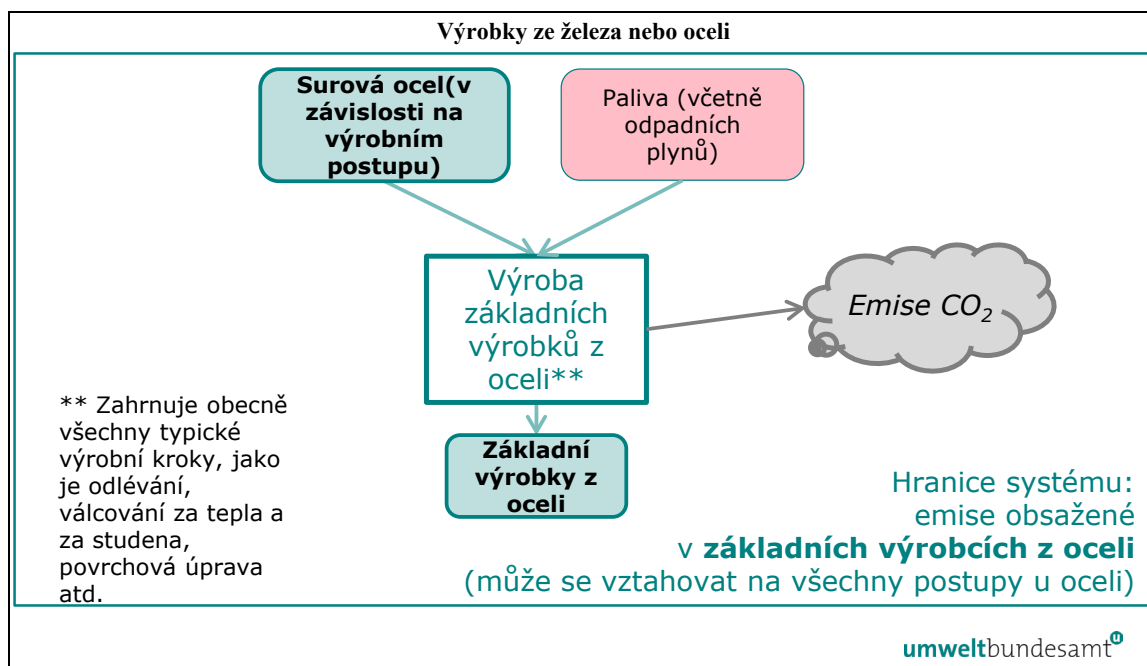 Výrobky ze železa nebo oceli
Surová ocel(v
závislosti na
výrobním
postupu)
Paliva (včetně
odpadních
plynů)
Výroba
základních
výrobků z
oceli**
Emise CO₂
** Zahrnuje obecně
všechny typické
výrobní kroky, jako
je odlévání,
válcování za tepla a
za studena,
povrchová úprava
atd.
Základní
výrobky z
oceli
Hranice systému:
emise obsažené
v základních výrobcích z oceli
(může se vztahovat na všechny postupy u oceli)
umweltbundesamt u